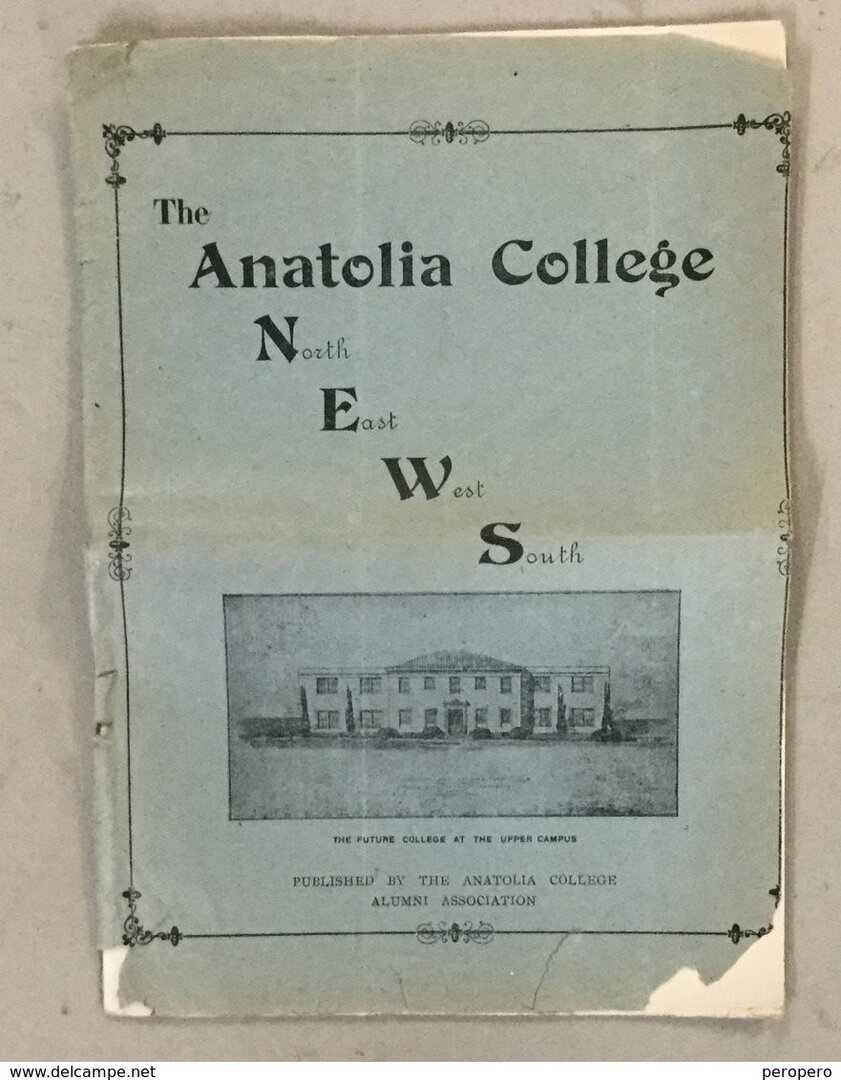 The
Anatolia College
North
East
West
South
THE FUTURE COLLEGE AT THE UPPER CAMPUS
PUBLISHED BY THE ANATOLIA COLLEGE
ALUMNI ASSOCIATION
www.delcampe.net
peropero